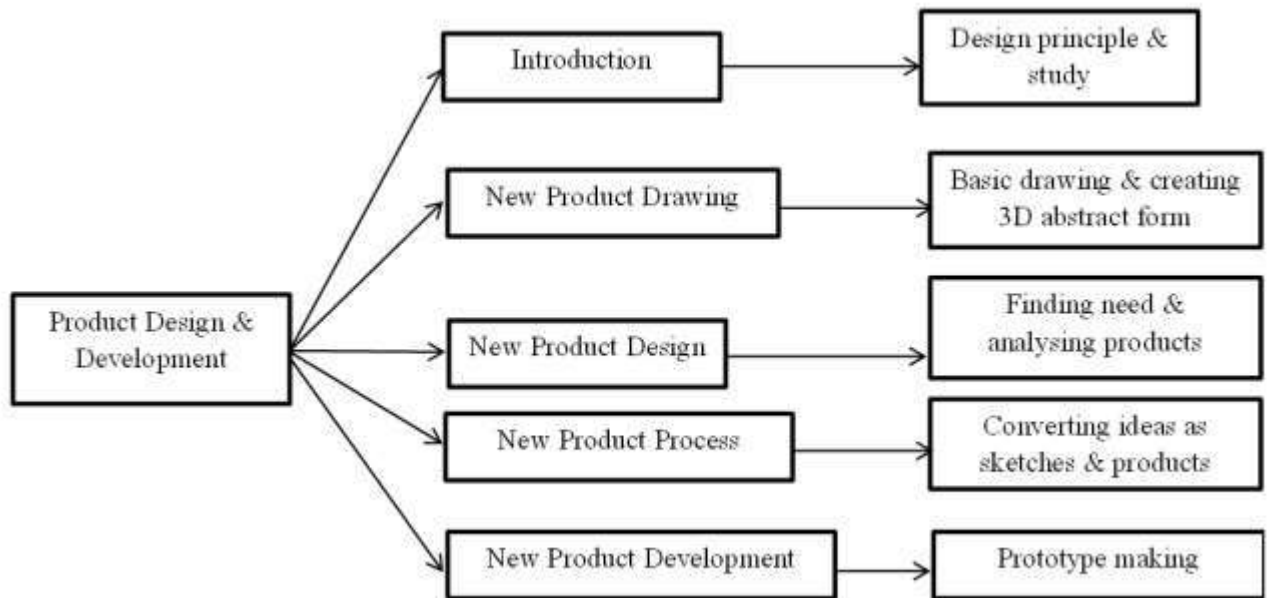 Introduction
Design principle &
study
New Product Drawing
Basic drawing & creating
3D abstract form
Product Design &
Development
New Product Design
Finding need &
analysing products
New Product Process
Converting ideas as
sketches & products
New Product Development
Prototype making